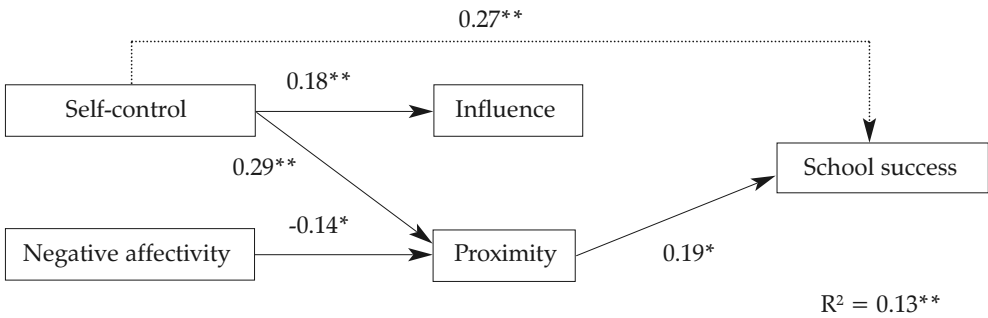 0.27**
0.18**
Self-control
Influence
0.29**
School success
-0.14*
Negative affectivity
Proximity
0.19*
R² = 0.13**